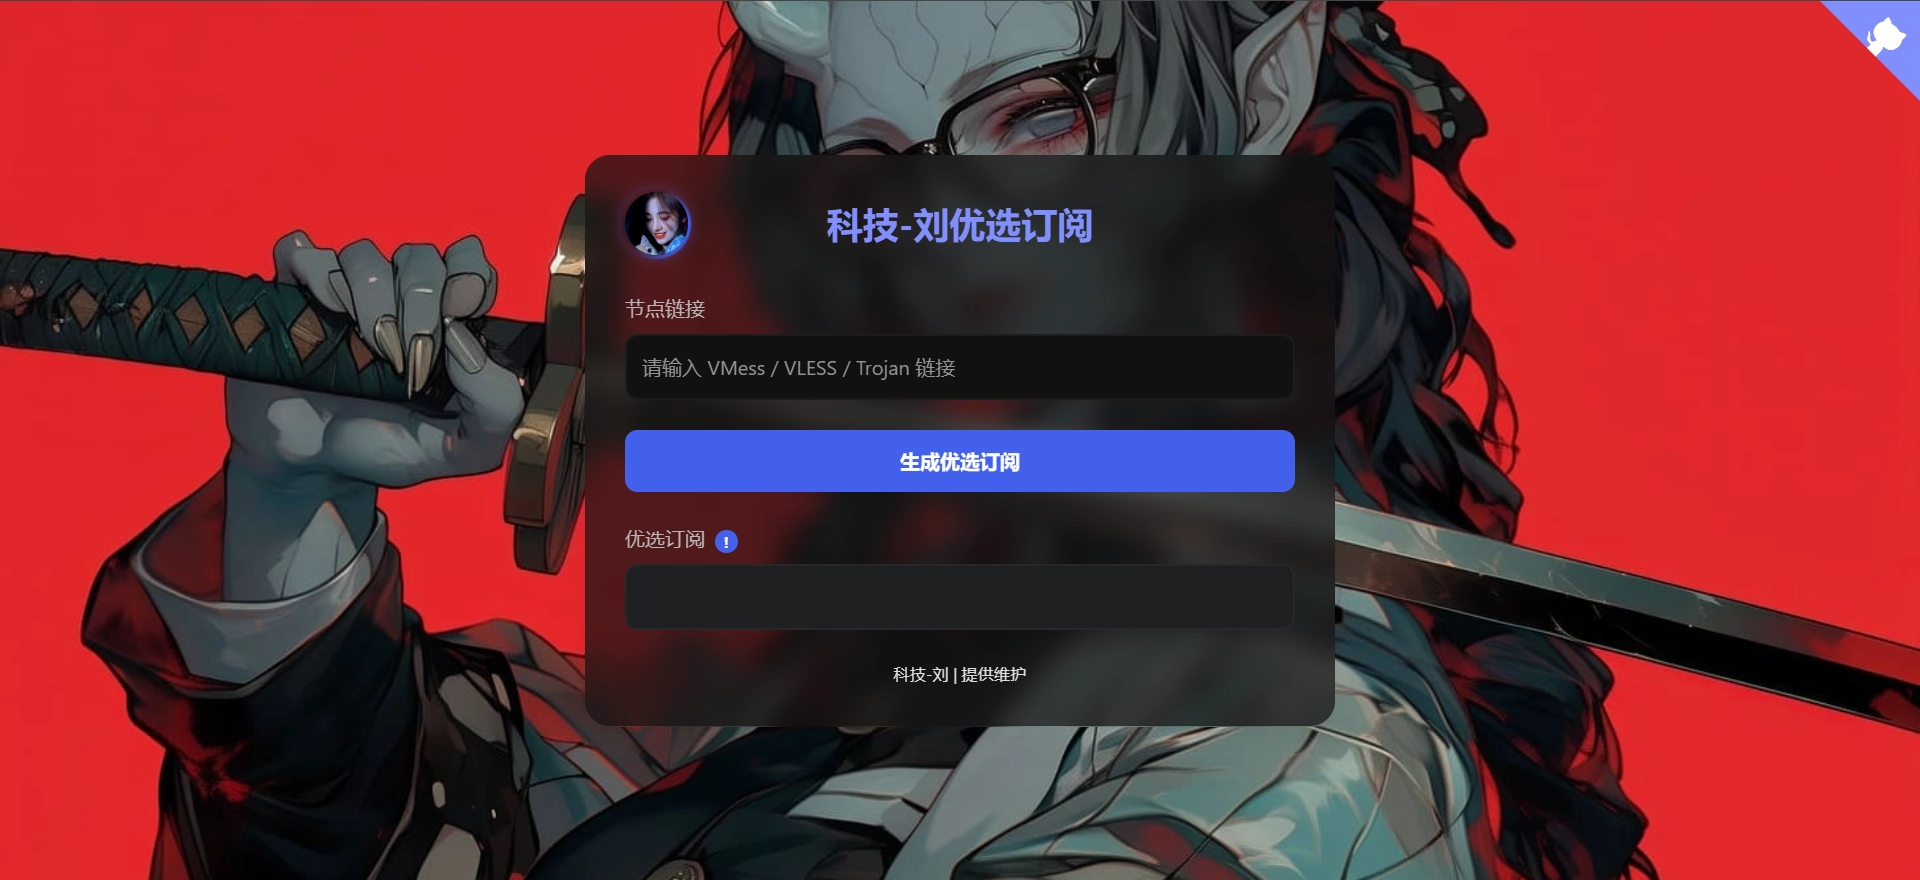 科技-刘优选订阅
节点链接
请输入 VMess / VLESS / Trojan 链接
生成优选订阅
优选订阅 !
科技-刘 | 提供维护